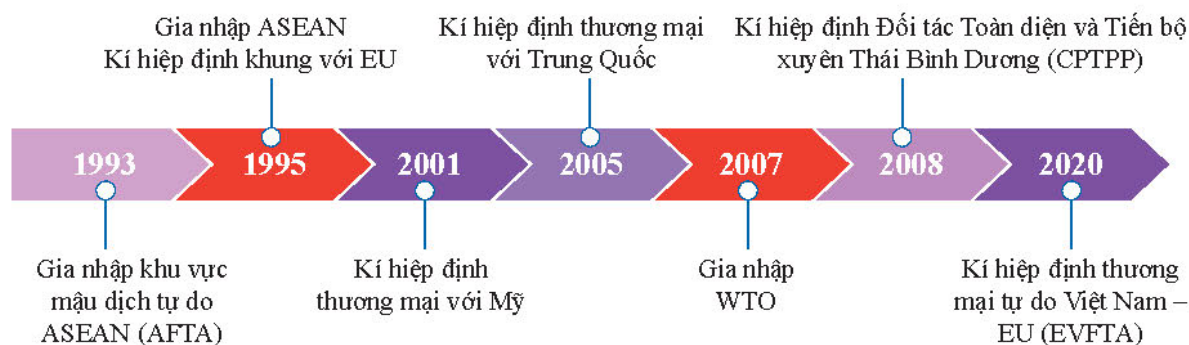 Gia nhập ASEAN
Kí hiệp định khung với EU
Kí hiệp định thương mại
với Trung Quốc
Kí hiệp định Đối tác Toàn diện và Tiến bộ
xuyên Thái Bình Dương (CPTPP)
1993
1995
2001
2005
2007
2008
2020
Gia nhập khu vực
mậu dịch tự do
ASEAN (AFTA)
Kí hiệp định
thương mại với Mỹ
Gia nhập
WTO
Kí hiệp định thương
mại tự do Việt Nam –
EU (EVFTA)